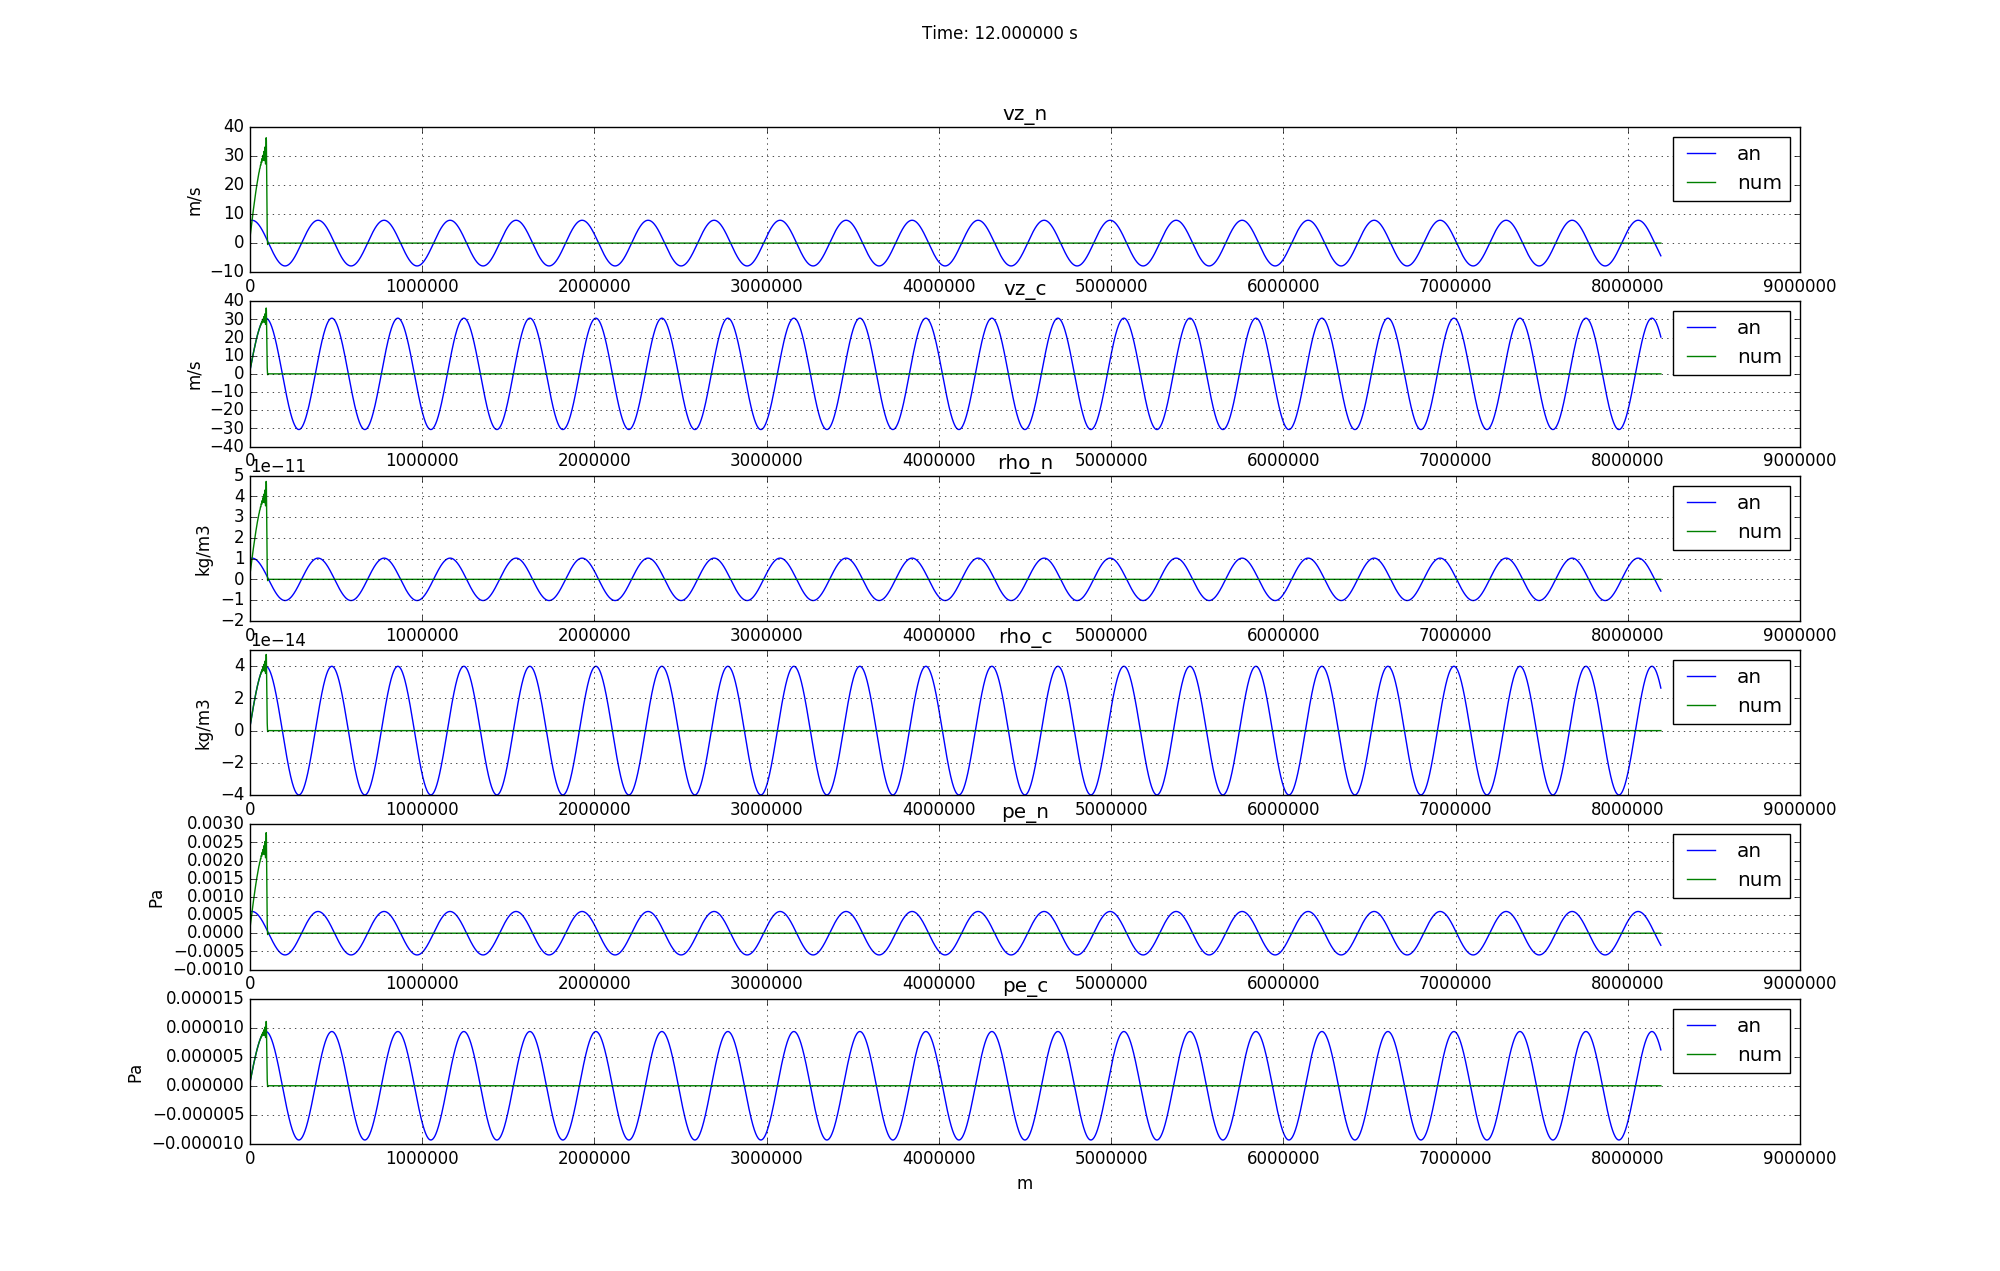 Time: 12.000000 s
vz_n
40
30
20
10
0
−10
m/s
an
num
0 1000000 2000000 3000000 4000000 5000000 6000000 7000000 8000000 9000000
vz_c
40
30
20
10
0
−10
−20
−30
−40
m/s
an
num
0 1000000 2000000 3000000 4000000 5000000 6000000 7000000 8000000 9000000
1e−11
rho_n
5
4
3
2
1
0
−1
−2
kg/m3
an
num
0 1000000 2000000 3000000 4000000 5000000 6000000 7000000 8000000 9000000
1e−14
rho_c
4
2
0
−2
−4
kg/m3
an
num
0 1000000 2000000 3000000 4000000 5000000 6000000 7000000 8000000 9000000
pe_n
0.0030
0.0025
0.0020
0.0015
0.0010
0.0005
0.0000
−0.0005
−0.0010
Pa
an
num
0 1000000 2000000 3000000 4000000 5000000 6000000 7000000 8000000 9000000
pe_c
0.000015
0.000010
0.000005
0.000000
−0.000005
−0.000010
Pa
an
num
0 1000000 2000000 3000000 4000000 5000000 6000000 7000000 8000000 9000000
m